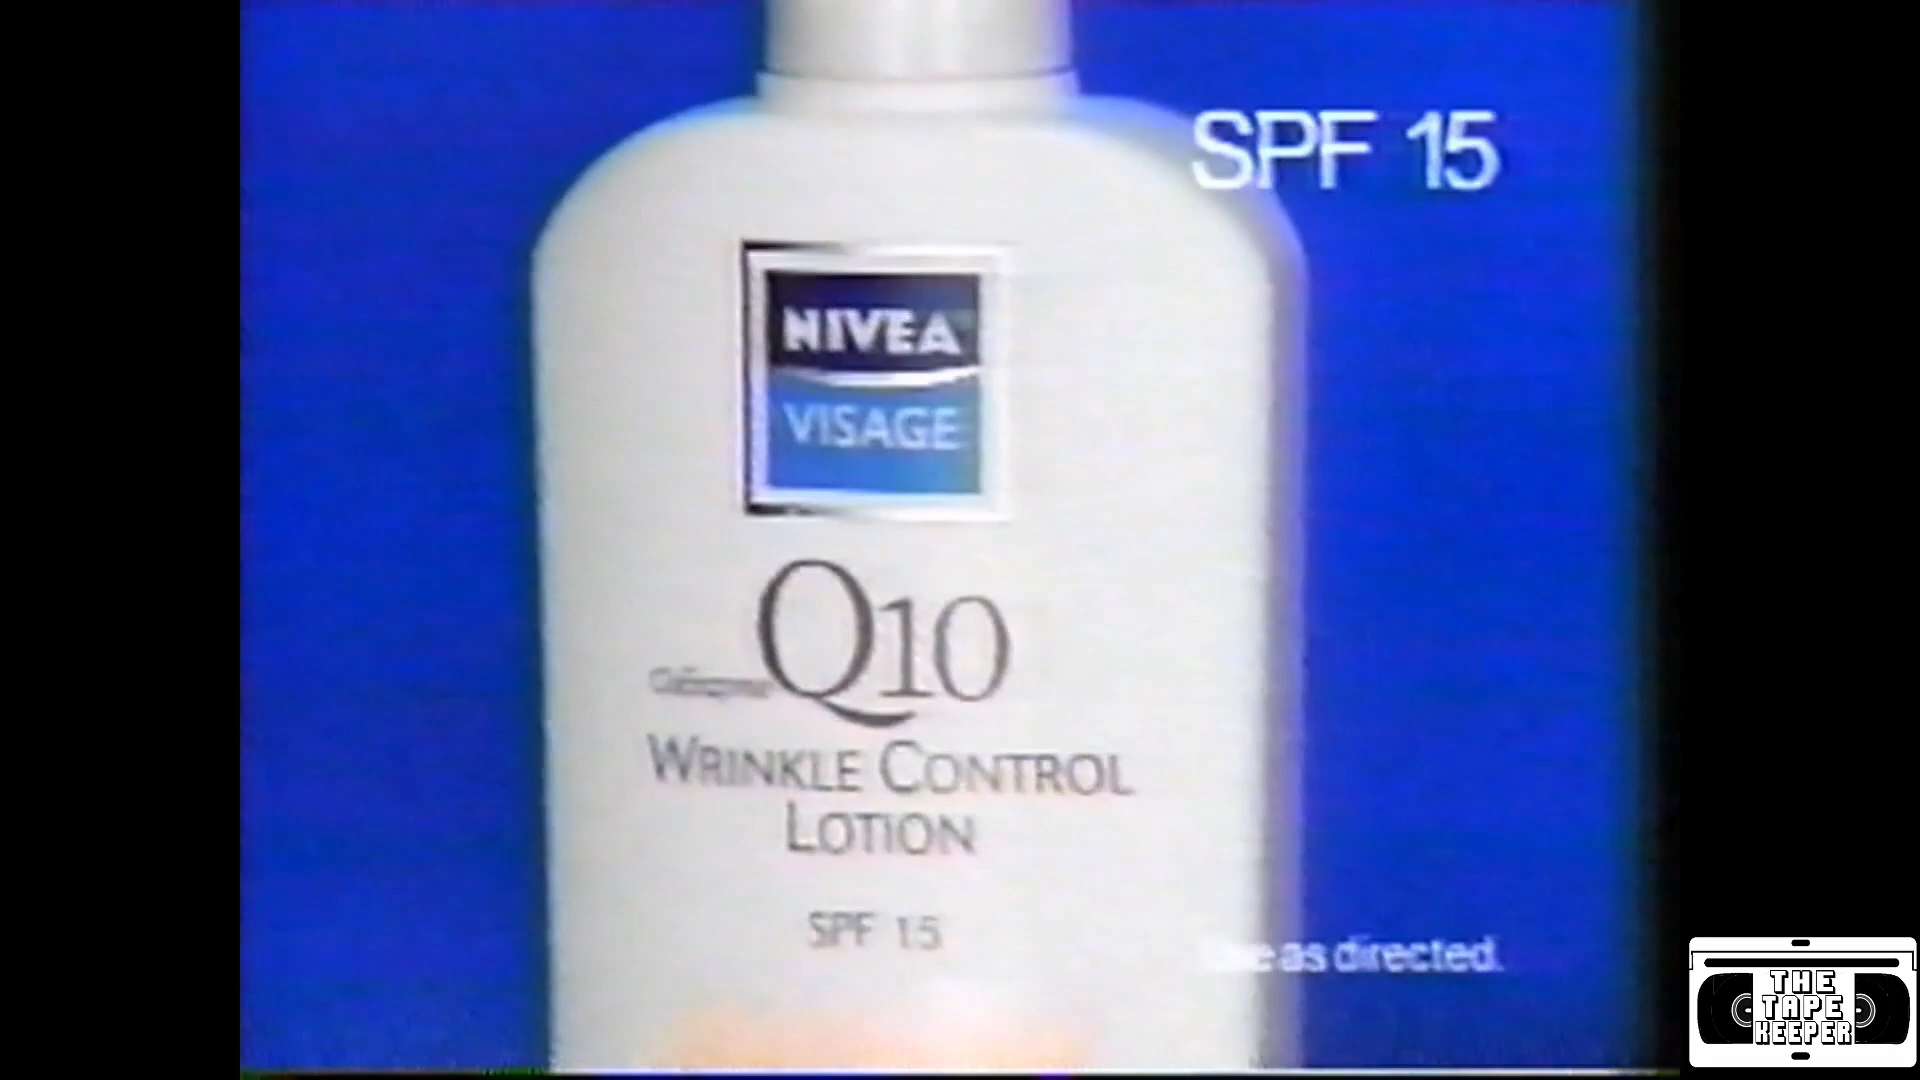 SPF 15
NIVEA
VISAGE
Q10
WRINKLE CONTROL
LOTION
SPF 15
as directed.
THE
TAPE
KEEPER